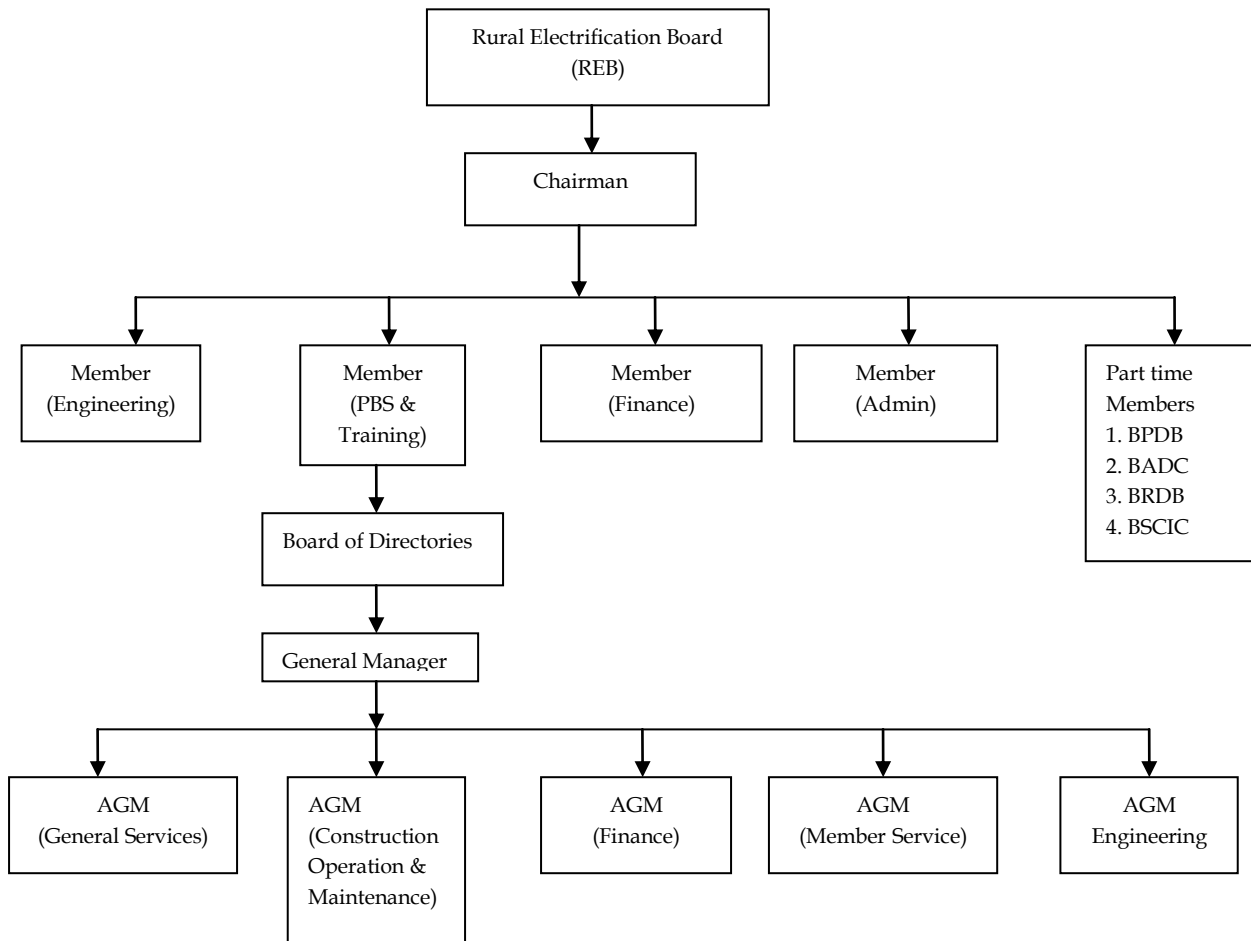 Rural Electrification Board
(REB)
Chairman
Member
(Engineering)
Member
(PBS &
Training)
Member
(Finance)
Member
(Admin)
Part time
Members
1. BPDB
2. BADC
3. BRDB
4. BSCIC
Board of Directories
General Manager
AGM
(General Services)
AGM
(Construction
Operation &
Maintenance)
AGM
(Finance)
AGM
(Member Service)
AGM
Engineering